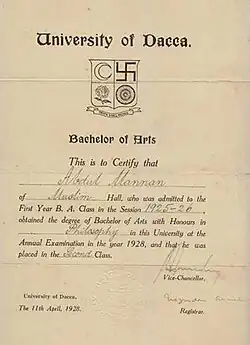 University of Dacca.
Bachelor of Arts
This is to Certify that
Abdul Mannan
of Muslim Hall, who was admitted to the
First Year B. A. Class in the Session 1925-26,
obtained the degree of Bachelor of Arts with Honours in
Philosophy in this University at the
Annual Examination in the year 1928, and that he was
placed in the Second Class.
Vice-Chancellor.
University of Dacca.
The 11th April, 1928.
Registrar.